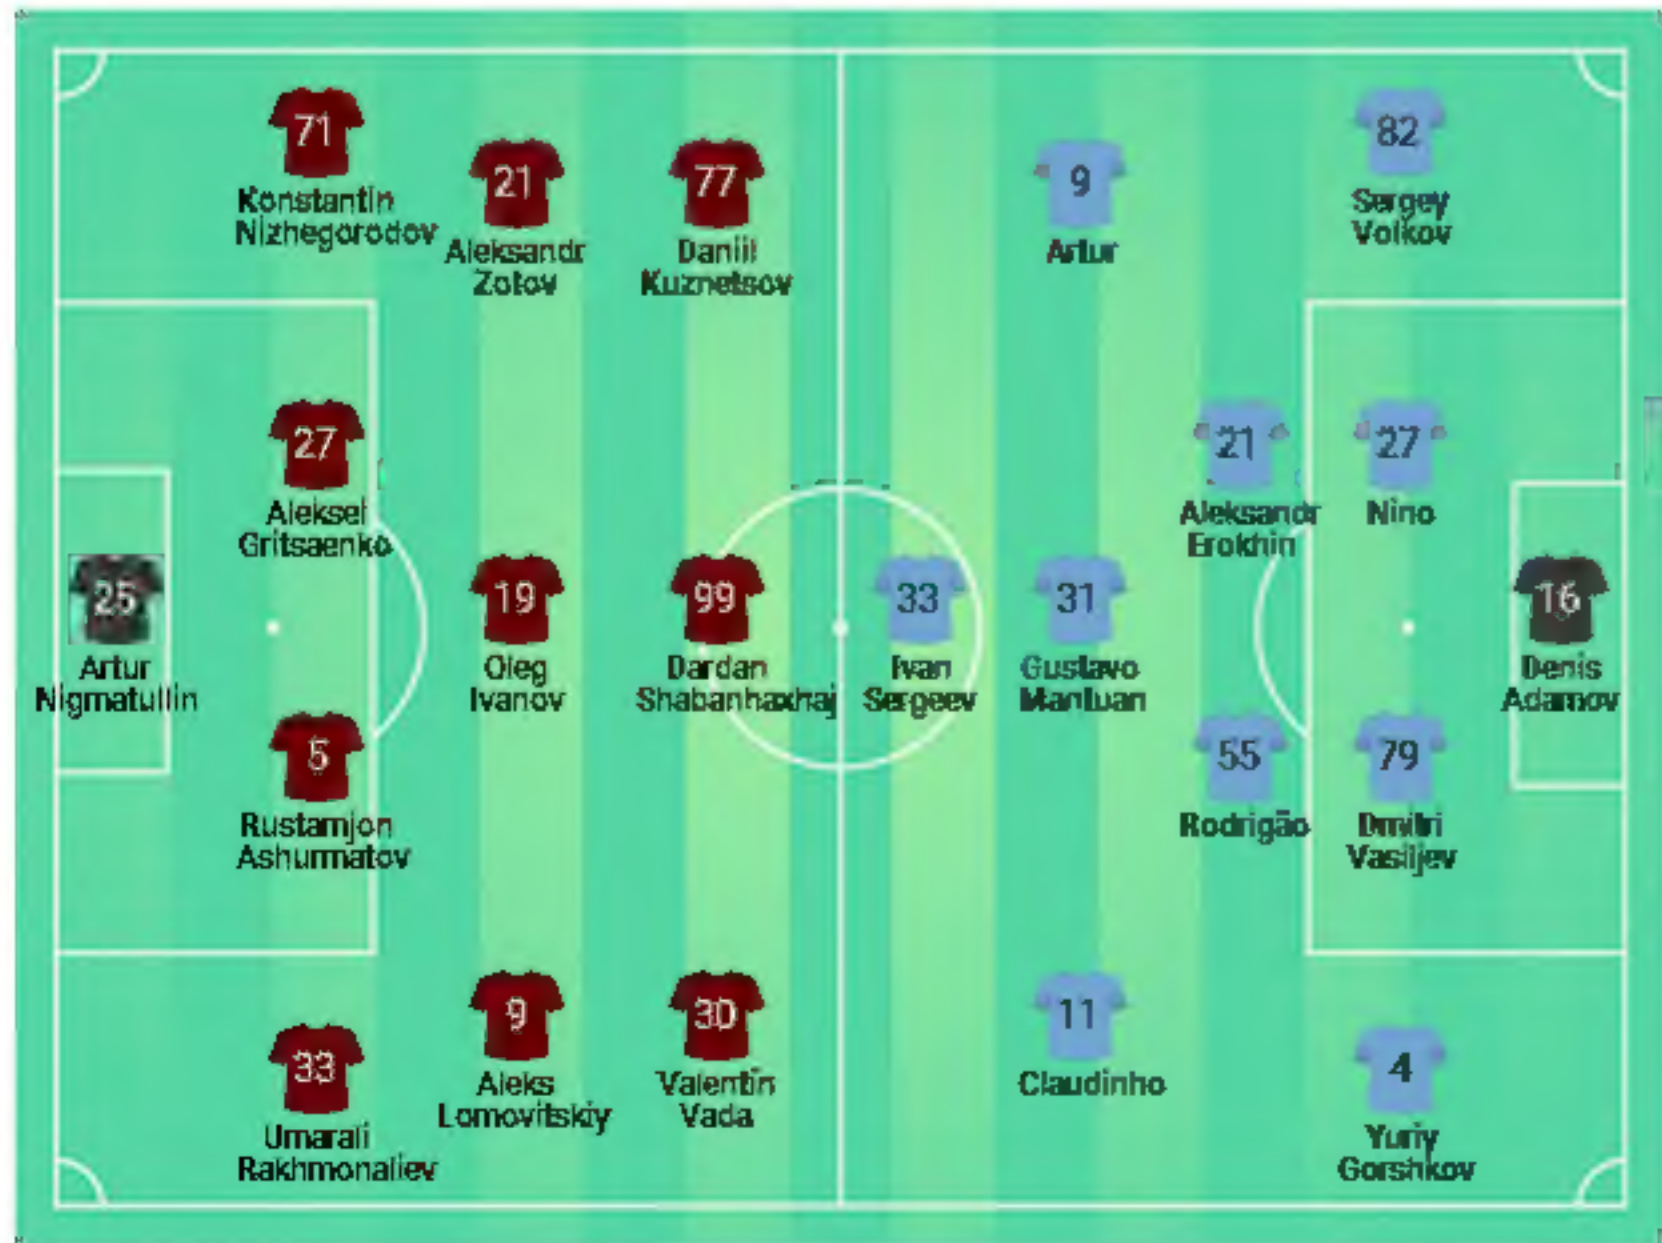 71
Konstantin
Nizhegorodov
21
Aleksandr
Zotov
77
Daniil
Kuznetsov
9
Artur
82
Sergey
Volkov
27
Aleksei
Gritsaenko
21
Aleksandr
Erokhin
27
Nino
25
Artur
Nigmatullin
19
Oleg
Ivanov
99
Dardan
Shabanhaxhaj
33
Ivan
Sergeev
31
Gustavo
Mantuan
16
Denis
Adamov
5
Rustamjon
Ashurmatov
55
Rodrigão
79
Dmitri
Vasiljev
33
Umarali
Rakhmonaliev
9
Aleks
Lomovitskiy
30
Valentín
Vada
11
Claudinho
4
Yuriy
Gorshkov